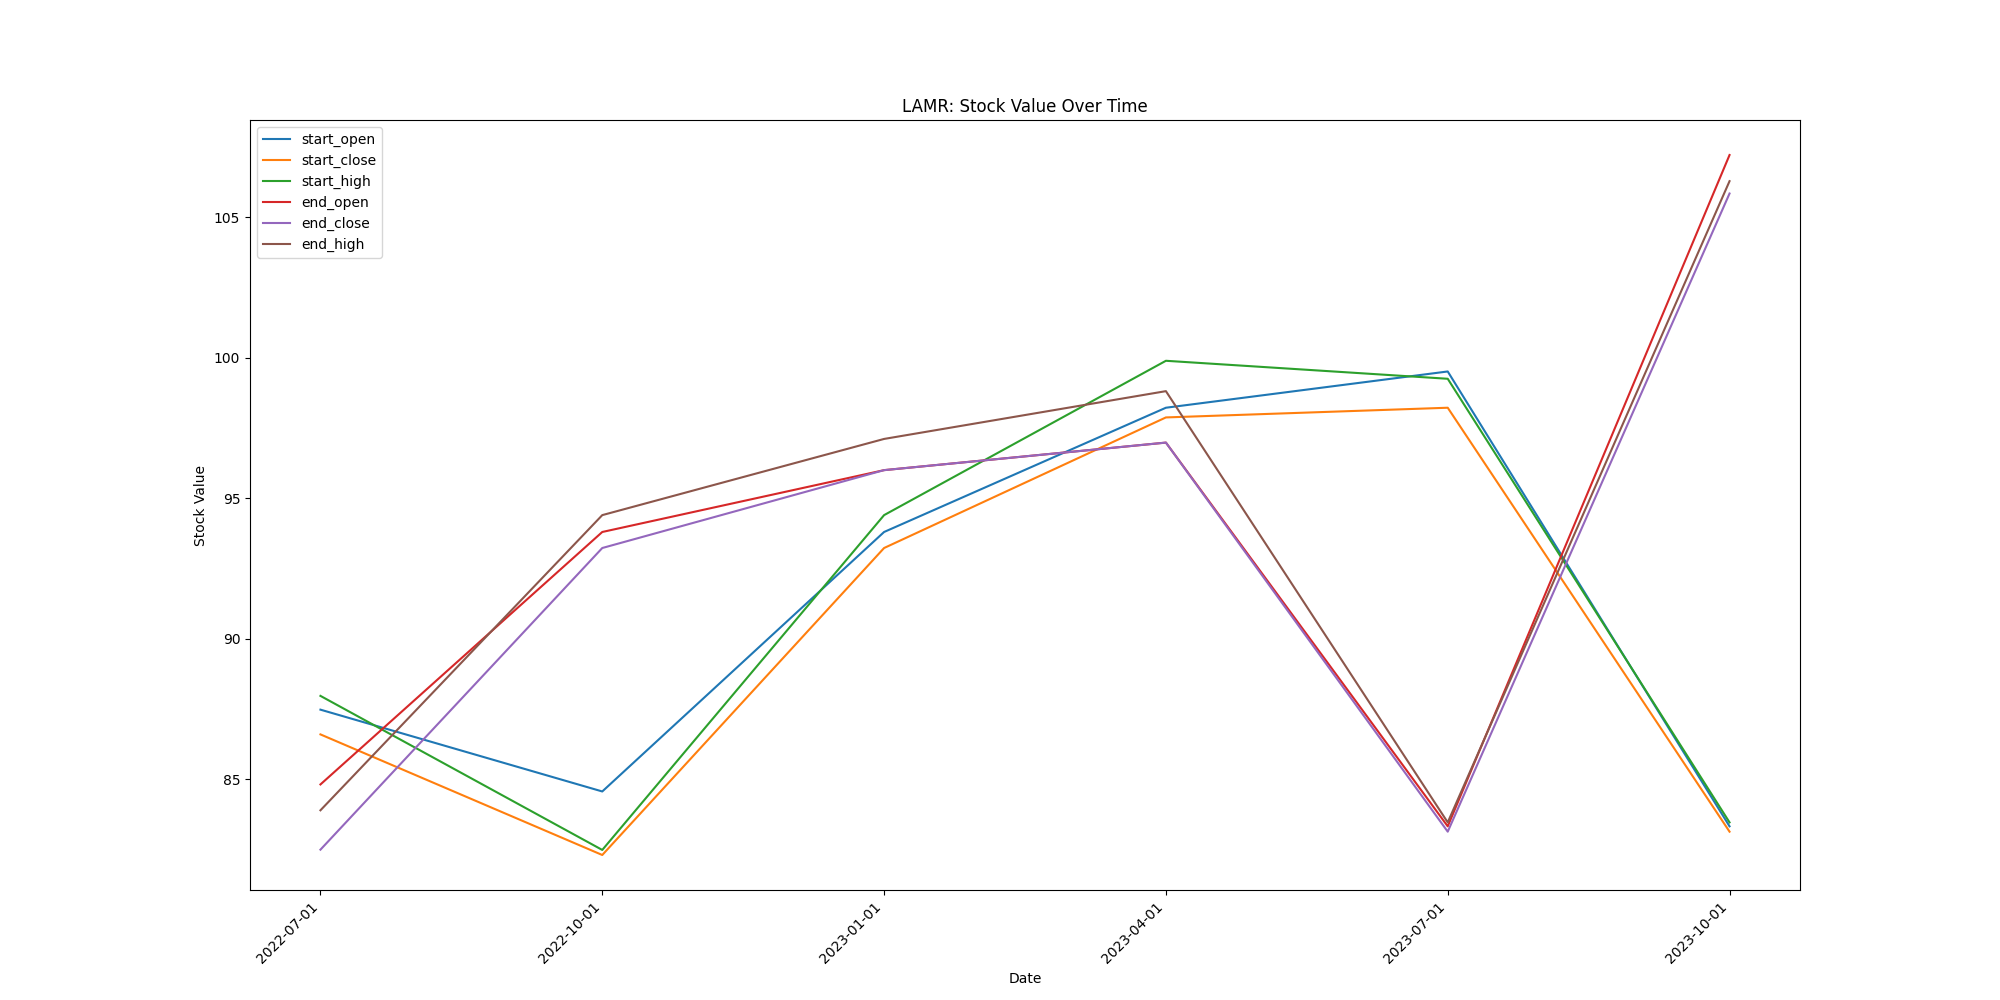 LAMR: Stock Value Over Time
start_open
start_close
start_high
end_open
end_close
end_high
105
100
95
90
85
Stock Value
2022-07-01
2022-10-01
2023-01-01
2023-04-01
2023-07-01
2023-10-01
Date